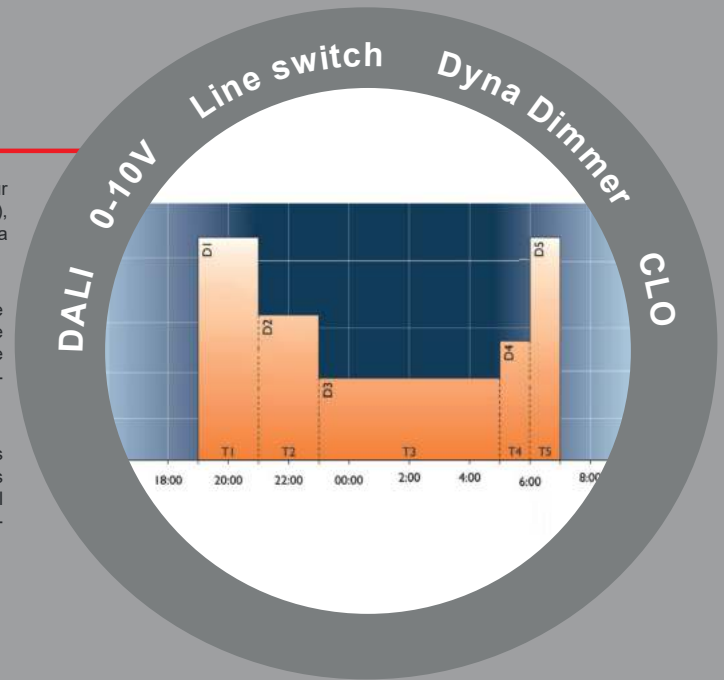 DALI 0-10V Line switch Dyna Dimmer CLO
D1 D2 D3 D4 D5
T1 T2 T3 T4 T5
18:00 20:00 22:00 00:00 2:00 4:00 6:00 8:00